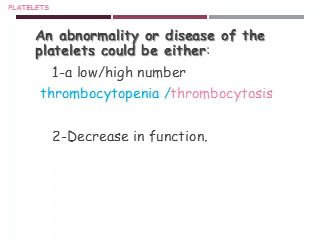 PLATELETS
An abnormality or disease of the
platelets could be either:
1-a low/high number
thrombocytopenia /thrombocytosis
2-Decrease in function.